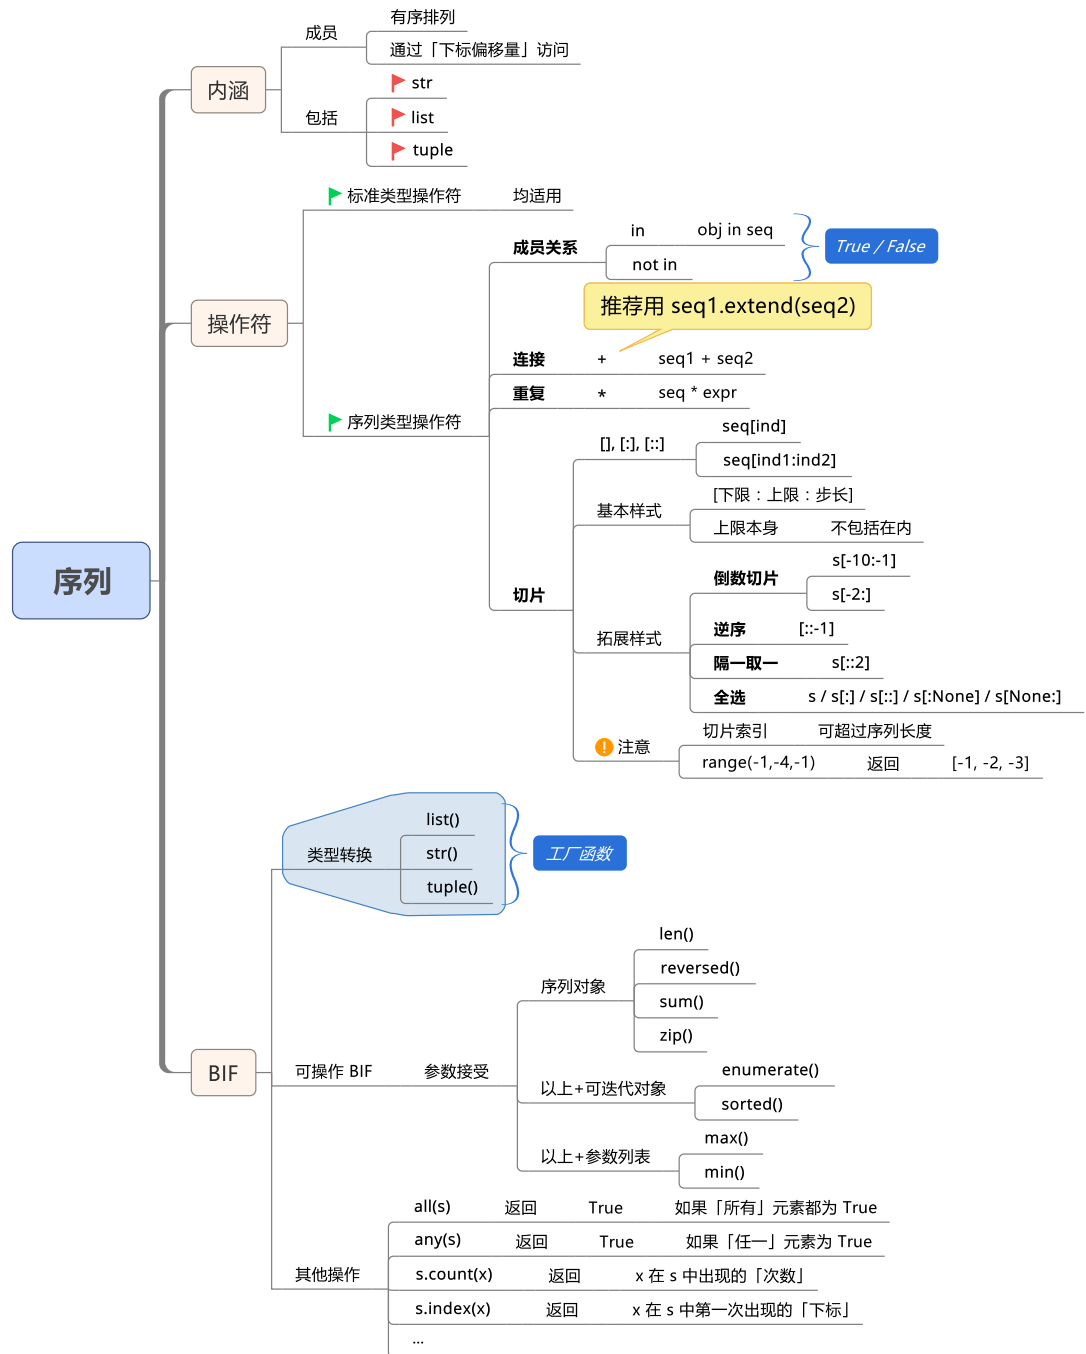 序列
内涵
成员
有序排列
通过「下标偏移量」访问
包括
str
list
tuple
操作符
标准类型操作符 均适用
序列类型操作符
成员关系
in obj in seq
not in
True / False
推荐用 seq1.extend(seq2)
连接 + seq1 + seq2
重复 * seq * expr
切片
[], [:], [::]
seq[ind]
seq[ind1:ind2]
基本样式
[下限：上限：步长]
上限本身 不包括在内
拓展样式
倒数切片
s[-10:-1]
s[-2:]
逆序 [::-1]
隔一取一 s[::2]
全选 s / s[:] / s[::] / s[:None] / s[None:]
注意
切片索引 可超过序列长度
range(-1,-4,-1) 返回 [-1, -2, -3]
BIF
类型转换
list()
str()
tuple()
工厂函数
可操作 BIF 参数接受
序列对象
len()
reversed()
sum()
zip()
以上+可迭代对象
enumerate()
sorted()
以上+参数列表
max()
min()
其他操作
all(s) 返回 True 如果「所有」元素都为 True
any(s) 返回 True 如果「任一」元素为 True
s.count(x) 返回 x 在 s 中出现的「次数」
s.index(x) 返回 x 在 s 中第一次出现的「下标」
...